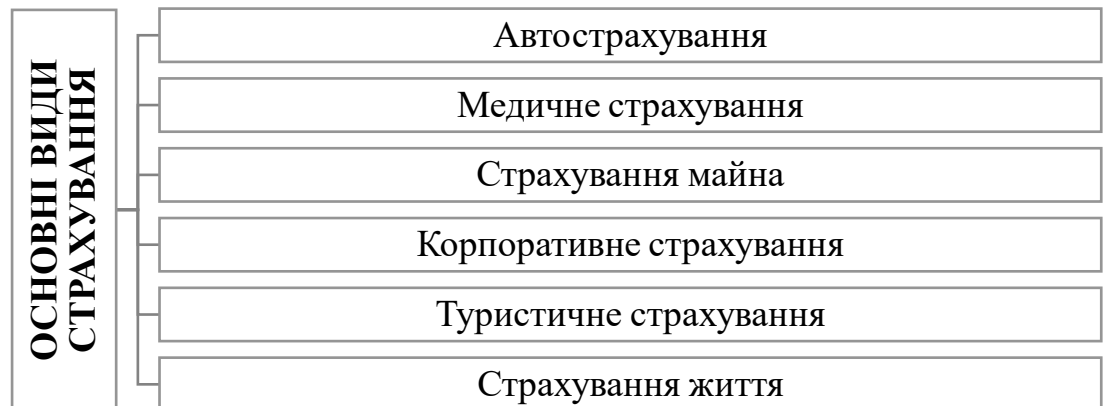 ОСНОВНІ ВИДИ
СТРАХУВАННЯ
Автострахування
Медичне страхування
Страхування майна
Корпоративне страхування
Туристичне страхування
Страхування життя